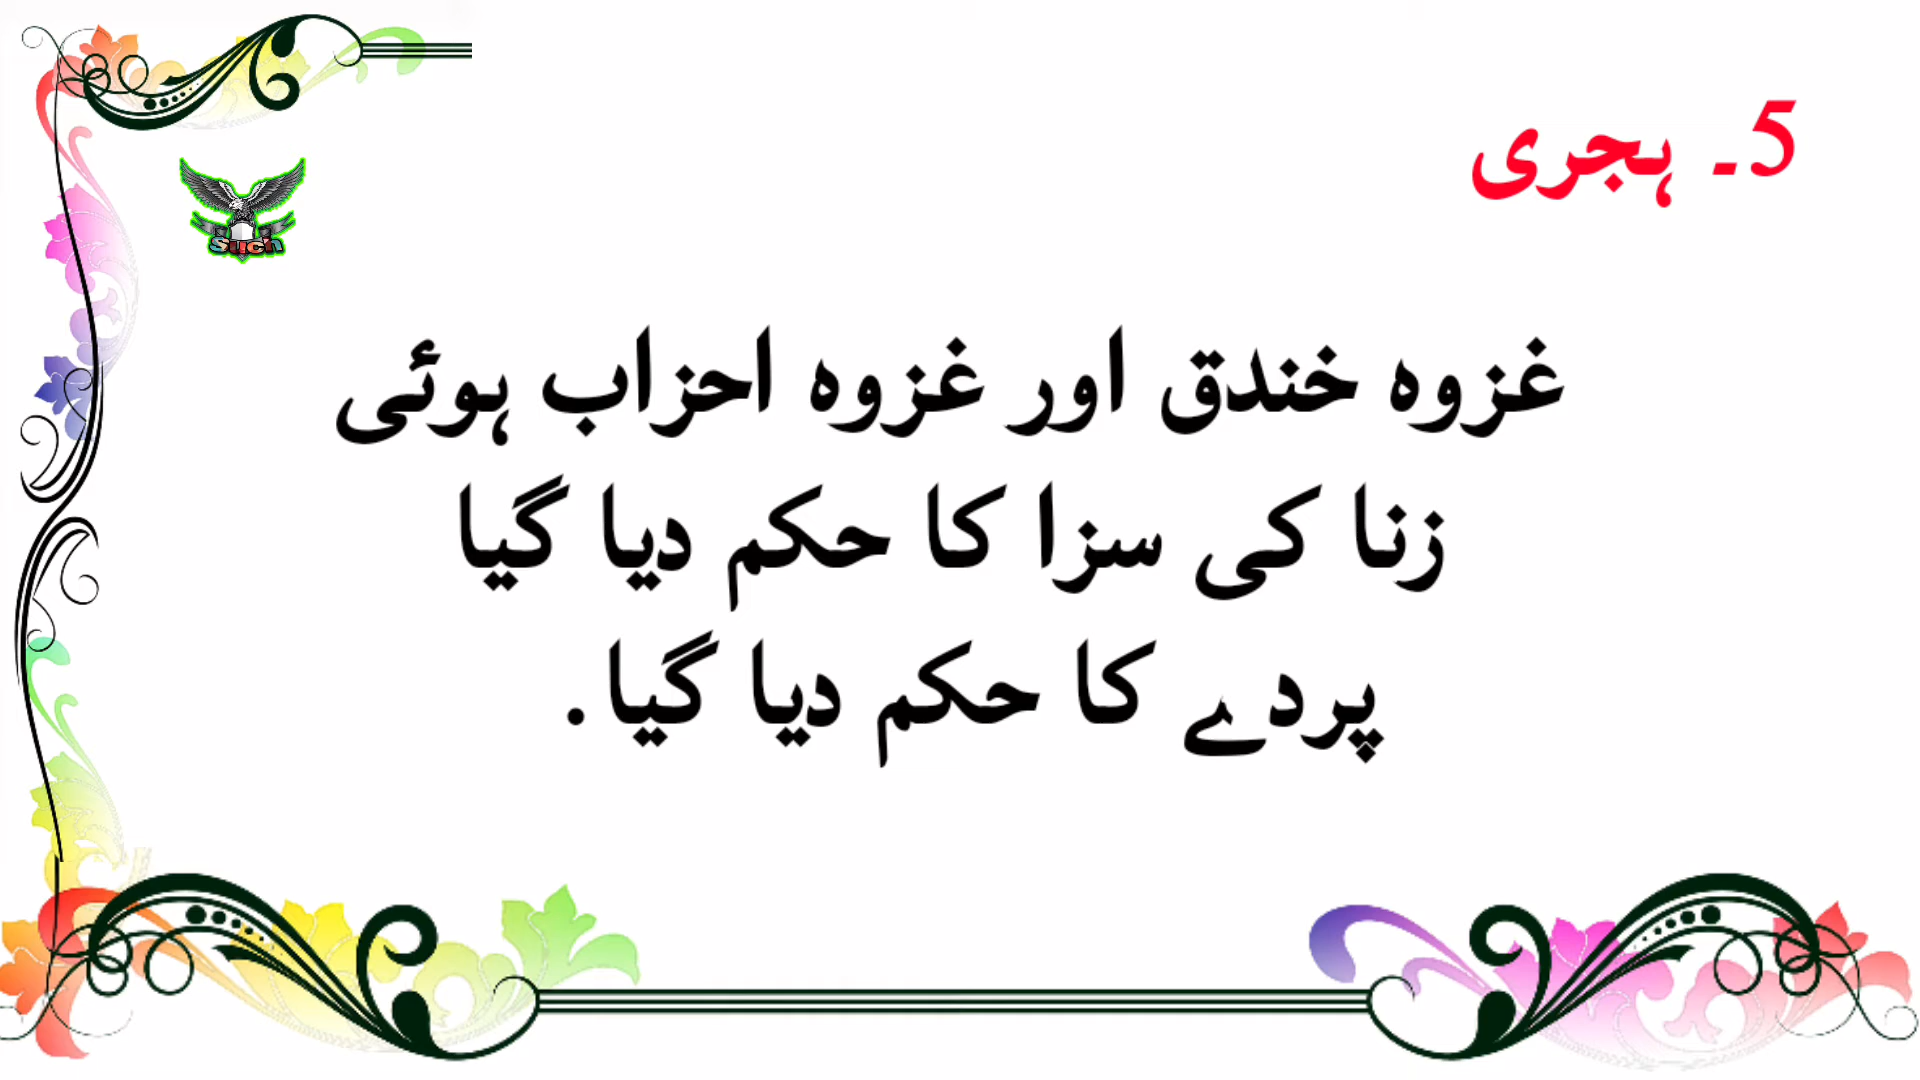 5۔ ہجری
Such
غزوہ خندق اور غزوہ احزاب ہوئی
زنا کی سزا کا حکم دیا گیا
پردے کا حکم دیا گیا.